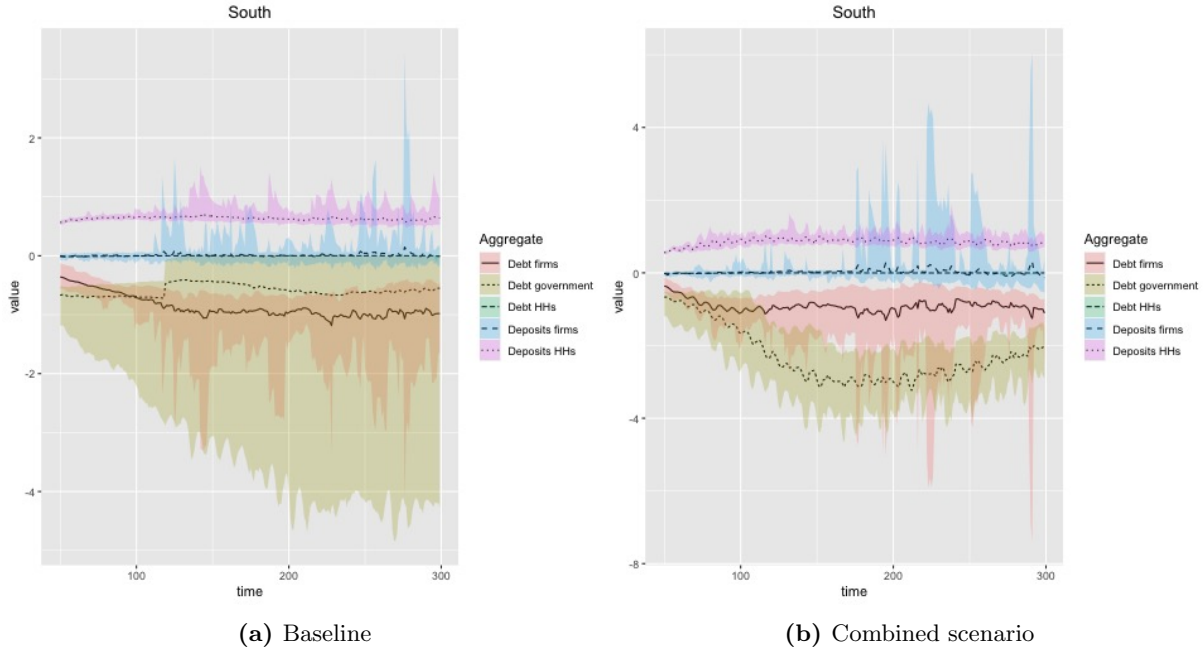 South
2
0
-2
-4
value
100
200
300
time
Aggregate
Debt firms
Debt government
Debt HHs
Deposits firms
Deposits HHs
(a) Baseline
South
4
0
-4
-8
value
100
200
300
time
Aggregate
Debt firms
Debt government
Debt HHs
Deposits firms
Deposits HHs
(b) Combined scenario